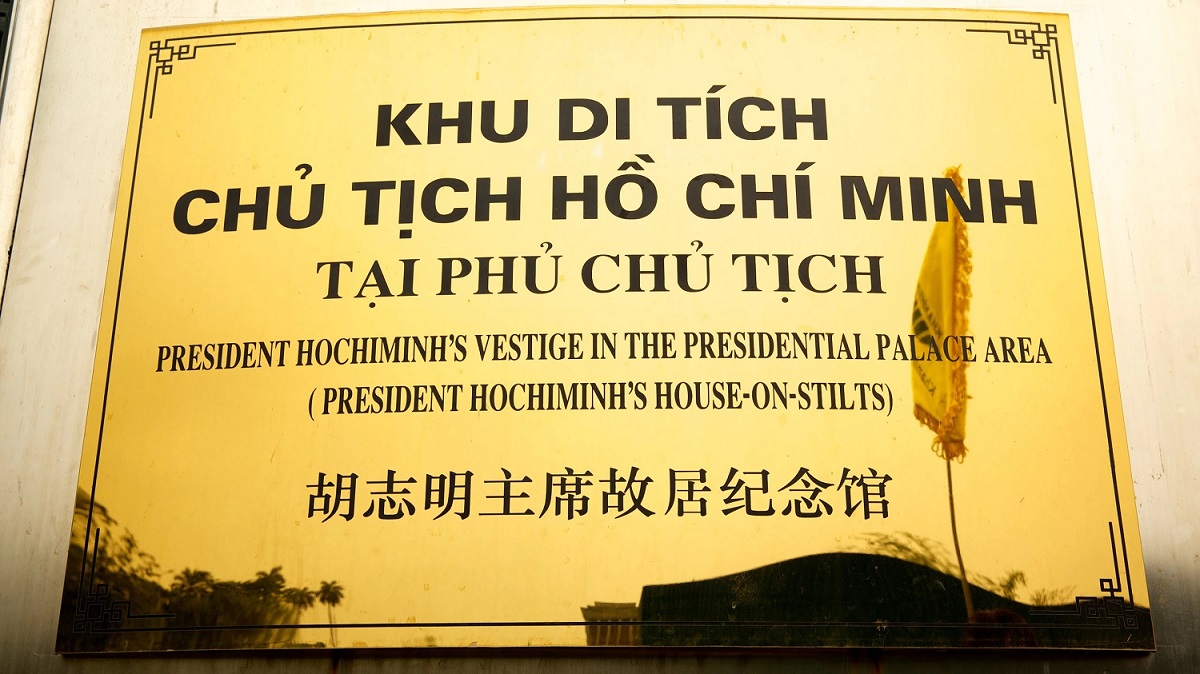 KHU DI TÍCH
CHỦ TỊCH HỒ CHÍ MINH
TẠI PHỦ CHỦ TỊCH
PRESIDENT HOCHIMINH'S VESTIGE IN THE PRESIDENTIAL PALACE AREA
( PRESIDENT HOCHIMINH'S HOUSE-ON-STILTS)
胡志明主席故居纪念馆